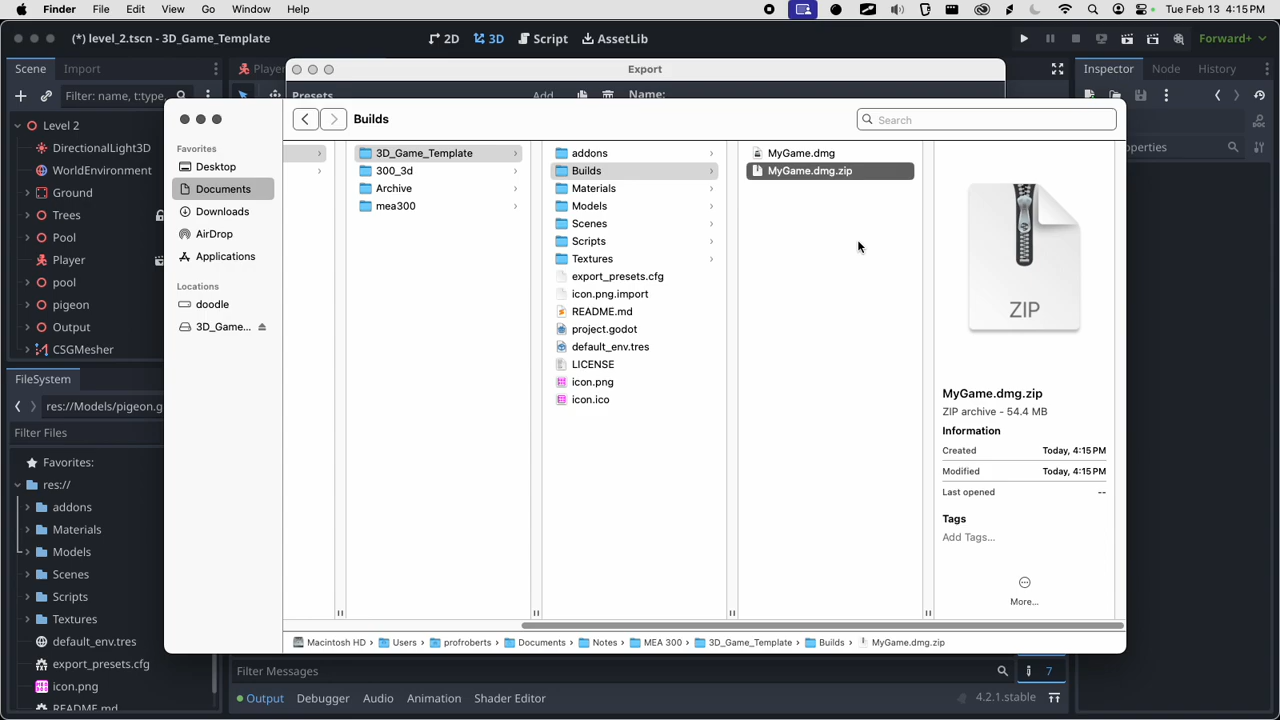 Finder File Edit View Go Window Help Tue Feb 13 4:15 PM
(*) level_2.tscn - 3D_Game_Template 2D 3D Script AssetLib Forward+
Scene Import Player Export Inspector Node History
Filter: name, t:type, Presets Add Name:
Level 2
DirectionalLight3D
WorldEnvironment
Ground
Trees
Pool
Player
pool
pigeon
Output
CSGMesher
FileSystem
res://Models/pigeon.g
Filter Files
Favorites:
res://
addons
Materials
Models
Scenes
Scripts
Textures
default_env.tres
export_presets.cfg
icon.png
README.md
Builds
Search
Favorites
Desktop
Documents
Downloads
AirDrop
Applications
Locations
doodle
3D_Game...
3D_Game_Template
300_3d
Archive
mea300
addons
Builds
Materials
Models
Scenes
Scripts
Textures
export_presets.cfg
icon.png.import
README.md
project.godot
default_env.tres
LICENSE
icon.png
icon.ico
MyGame.dmg
MyGame.dmg.zip
ZIP
MyGame.dmg.zip
ZIP archive - 54.4 MB
Information
Created Today, 4:15 PM
Modified Today, 4:15 PM
Last opened --
Tags
Add Tags...
More...
Macintosh HD › Users › profroberts › Documents › Notes › MEA 300 › 3D_Game_Template › Builds › MyGame.dmg.zip
operties
Filter Messages 7
Output Debugger Audio Animation Shader Editor 4.2.1.stable